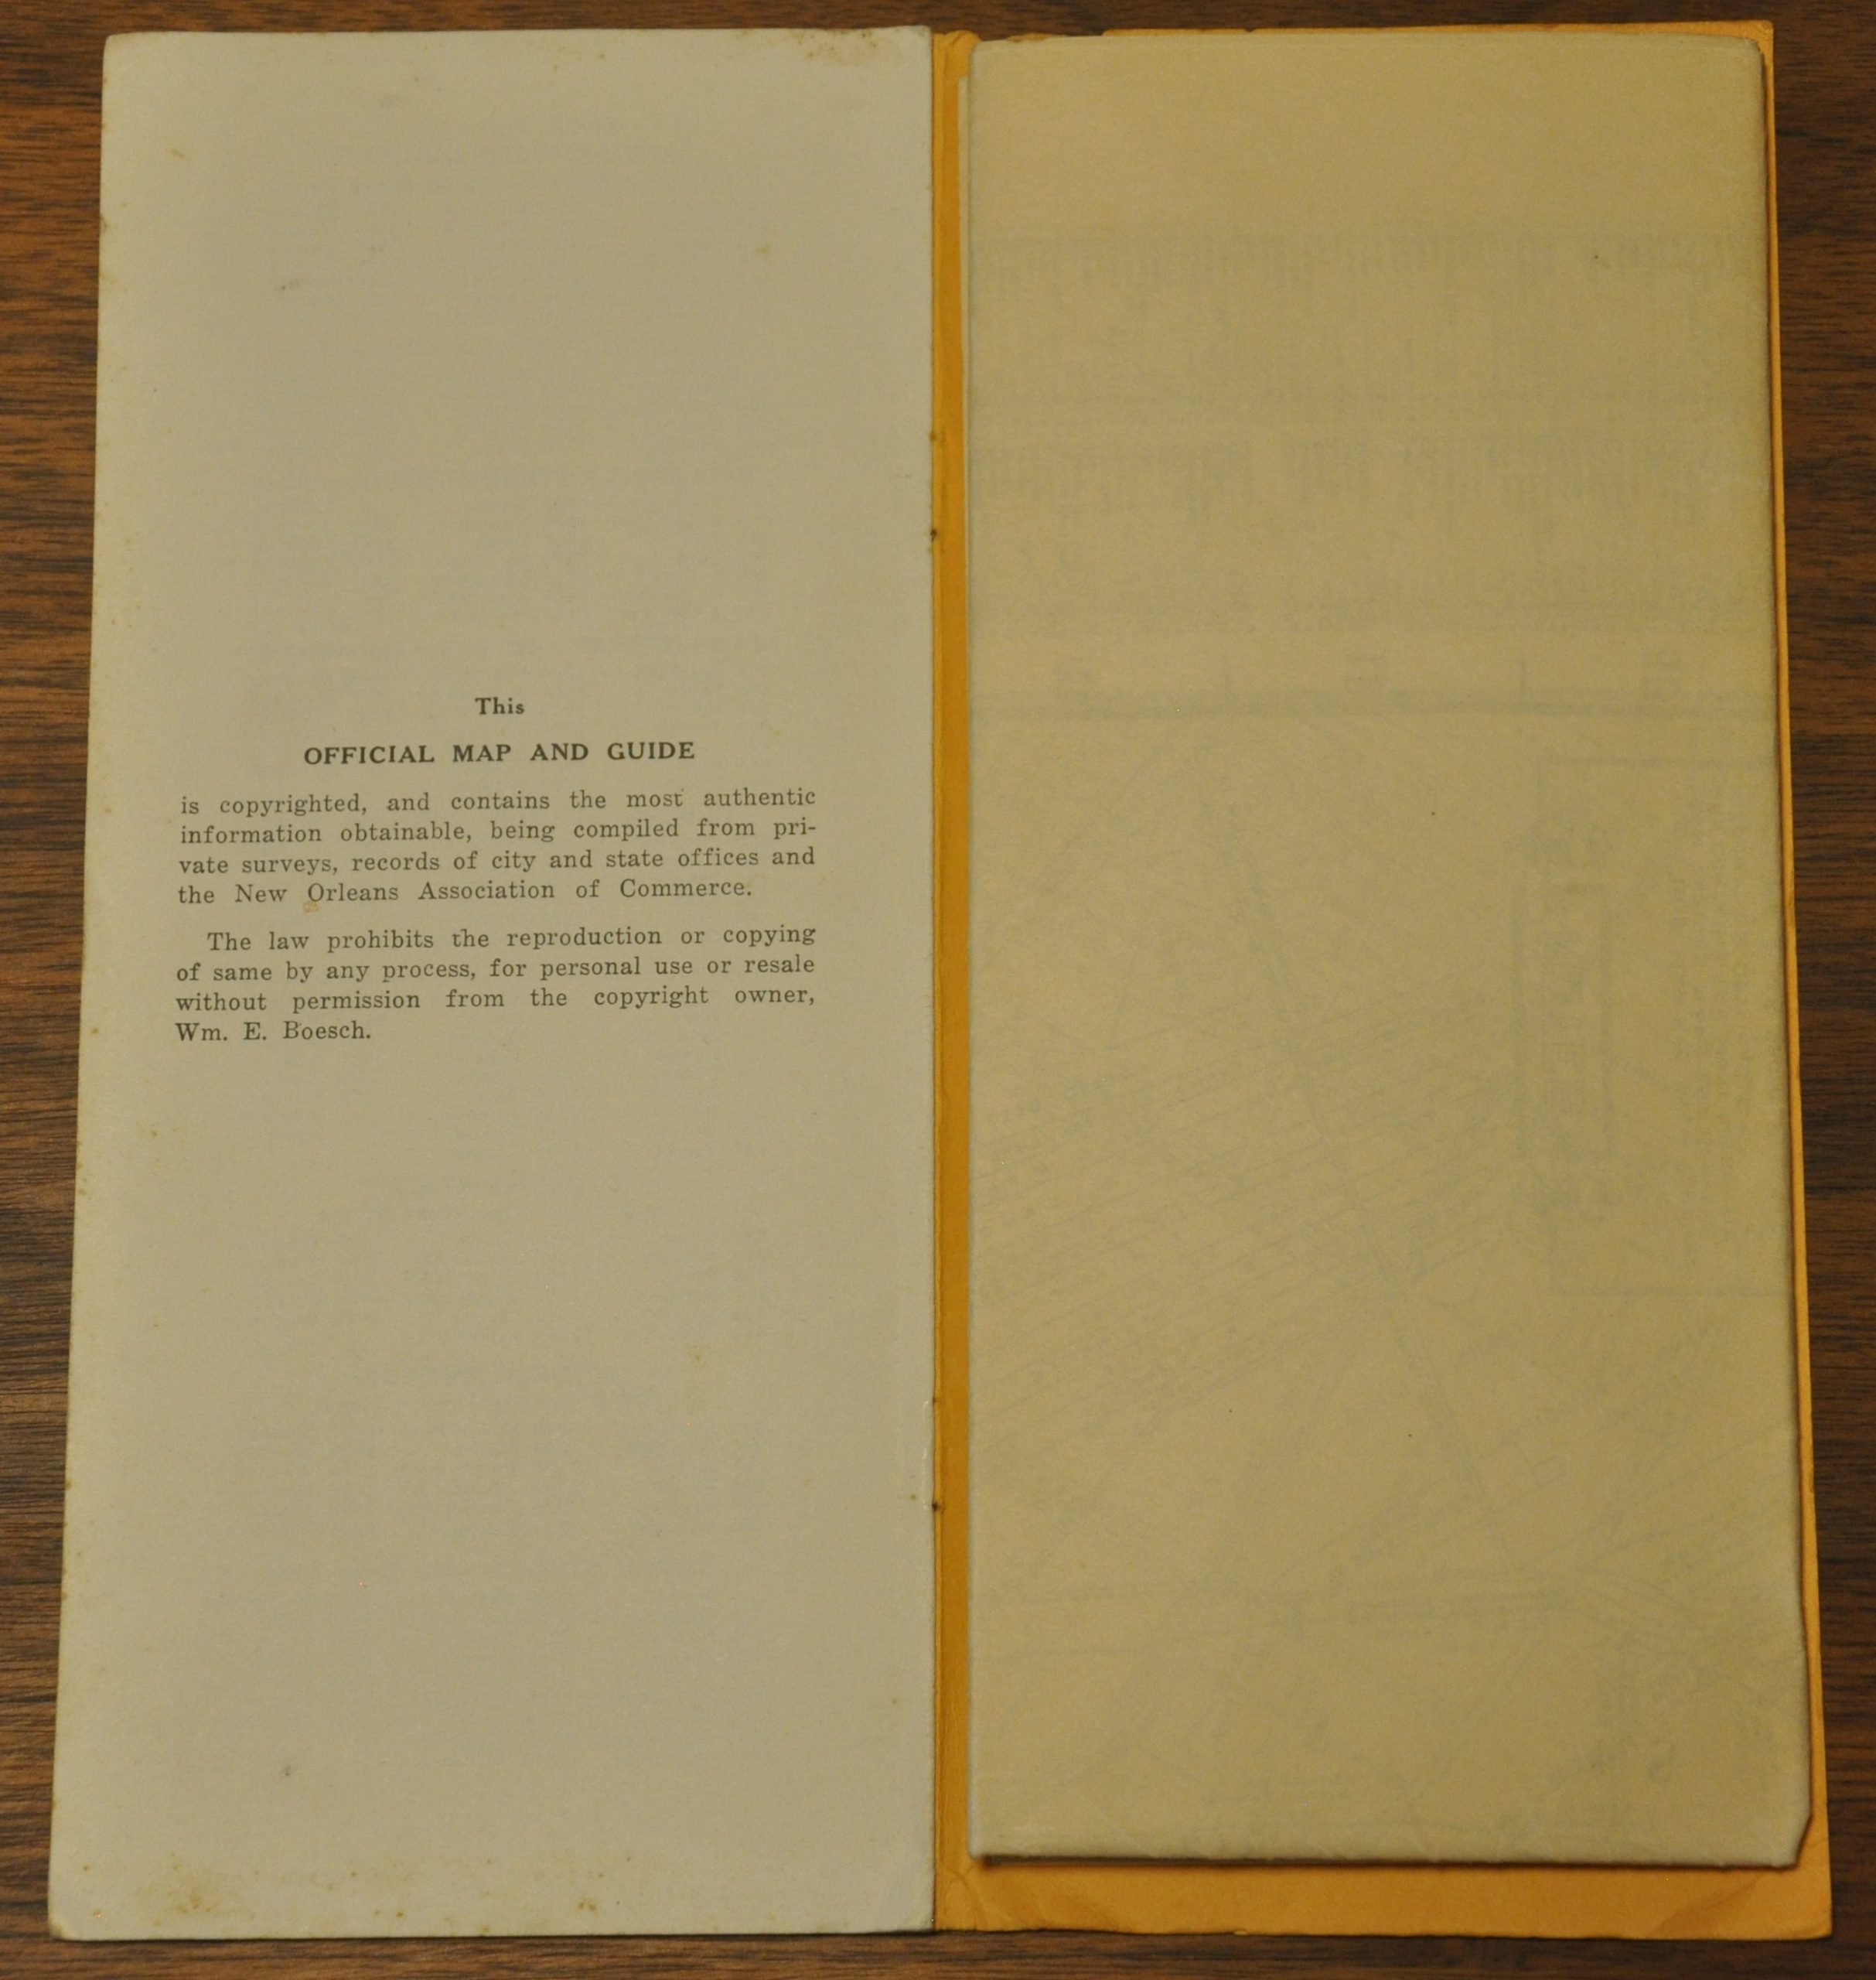 This
OFFICIAL MAP AND GUIDE
is copyrighted, and contains the most authentic
information obtainable, being compiled from pri-
vate surveys, records of city and state offices and
the New Orleans Association of Commerce.
The law prohibits the reproduction or copying
of same by any process, for personal use or resale
without permission from the copyright owner,
Wm. E. Boesch.